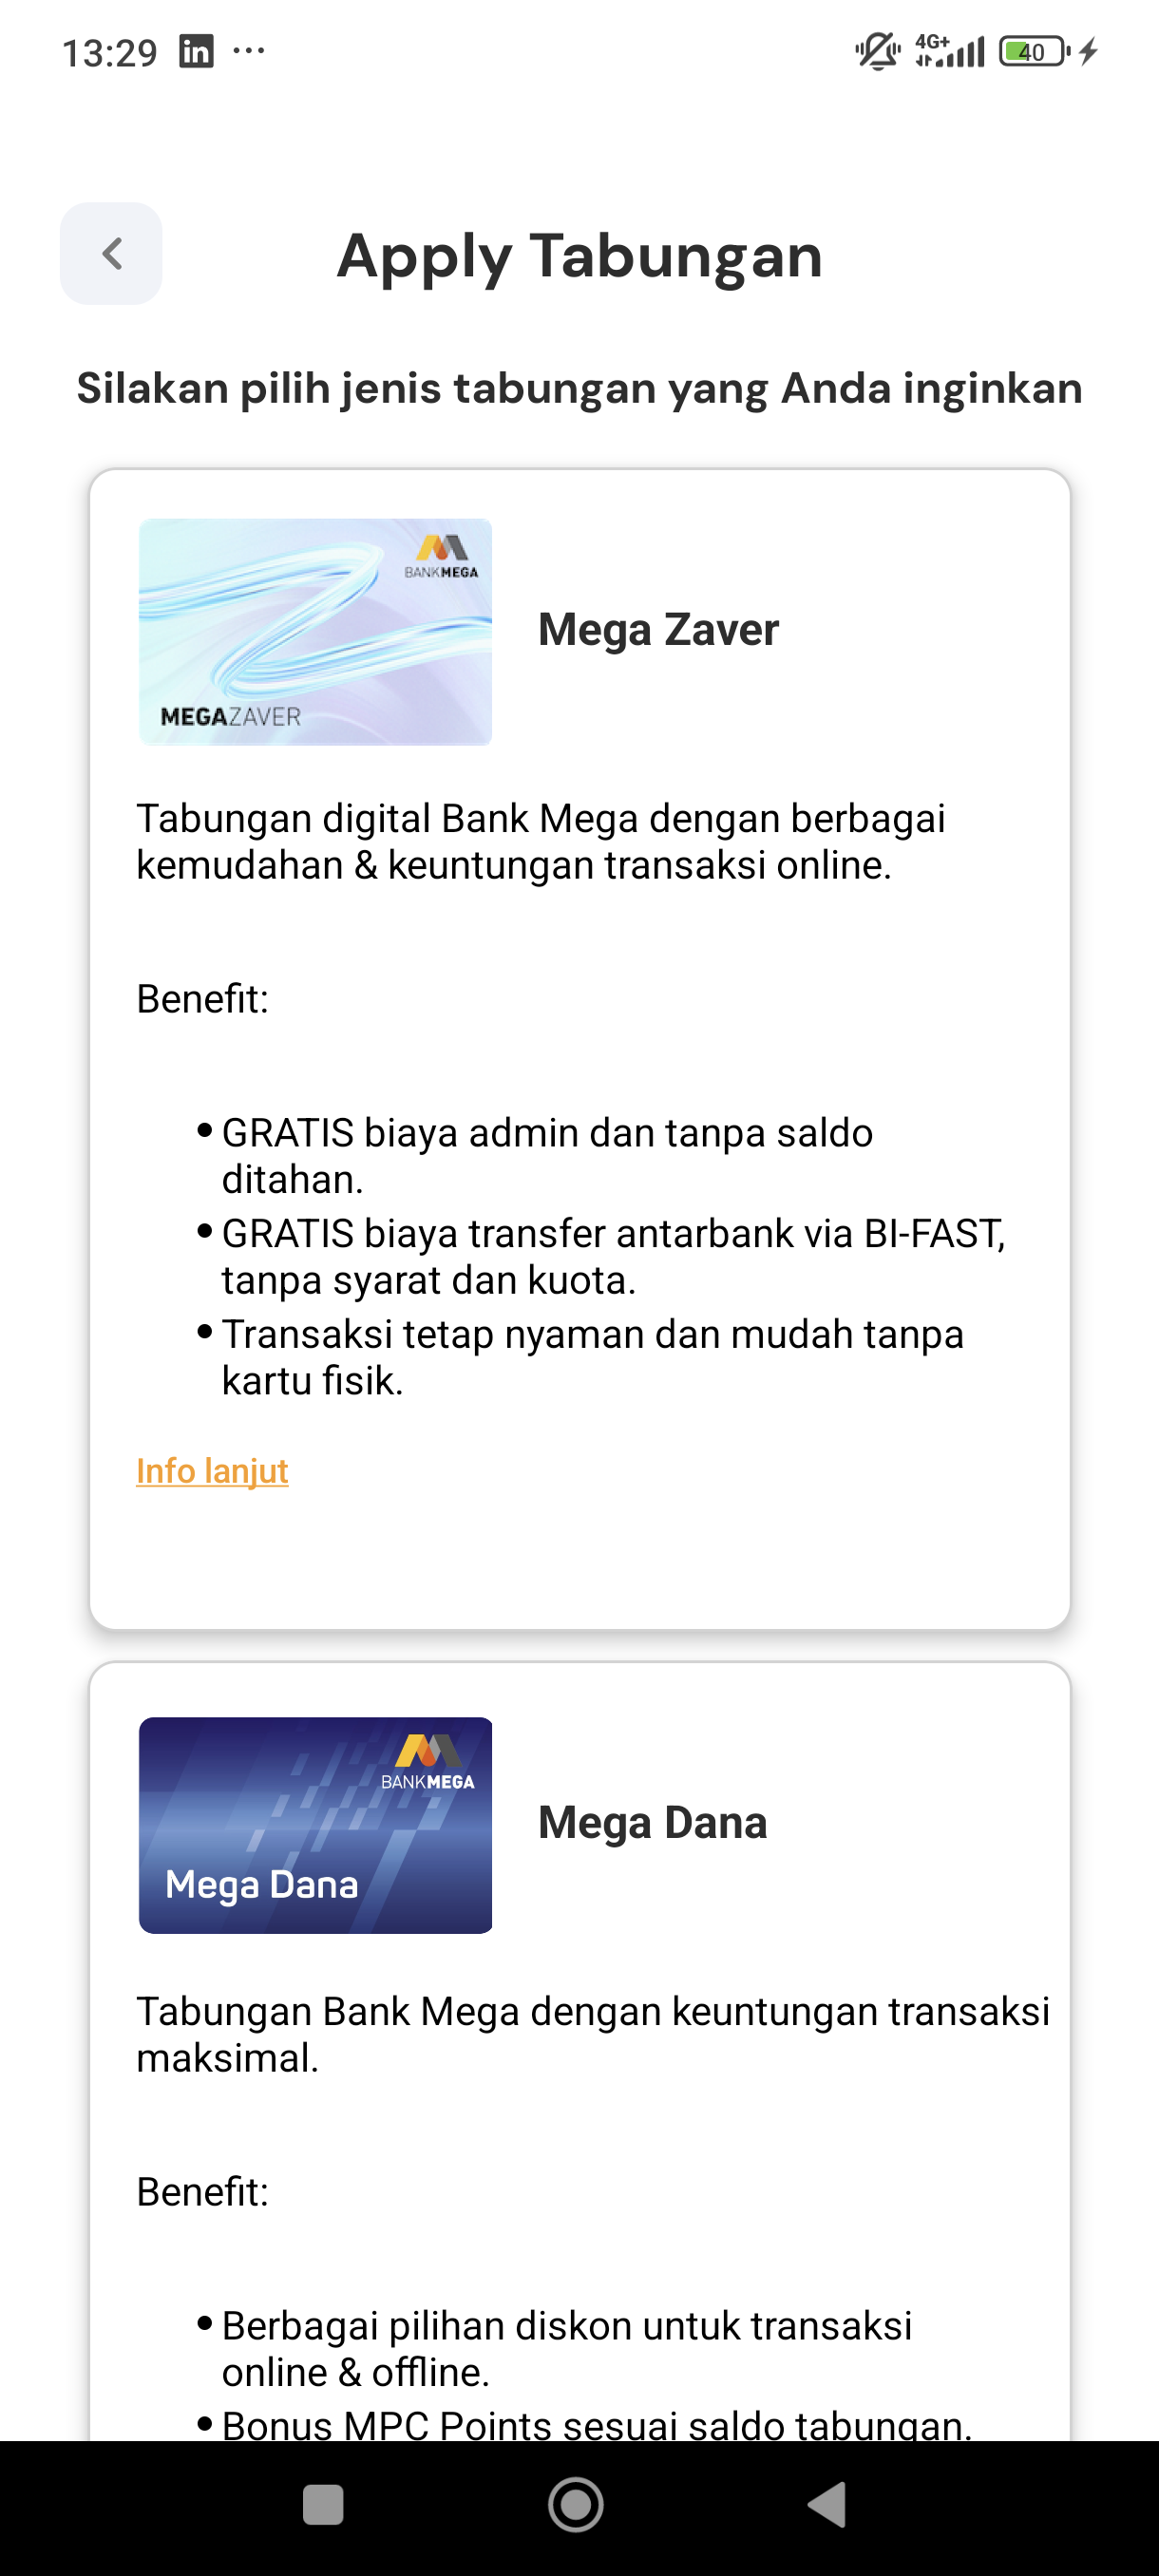 13:29
4G+
40
Apply Tabungan
Silakan pilih jenis tabungan yang Anda inginkan
BANKMEGA
MEGAZAVER
Mega Zaver
Tabungan digital Bank Mega dengan berbagai
kemudahan & keuntungan transaksi online.
Benefit:
• GRATIS biaya admin dan tanpa saldo
ditahan.
• GRATIS biaya transfer antarbank via BI-FAST,
tanpa syarat dan kuota.
• Transaksi tetap nyaman dan mudah tanpa
kartu fisik.
Info lanjut
BANKMEGA
Mega Dana
Mega Dana
Tabungan Bank Mega dengan keuntungan transaksi
maksimal.
Benefit:
• Berbagai pilihan diskon untuk transaksi
online & offline.
• Bonus MPC Points sesuai saldo tabungan.